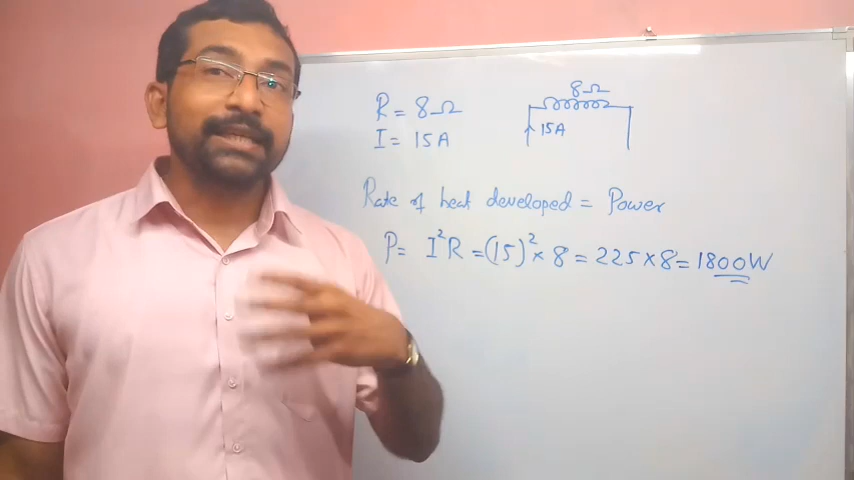 R = 8Ω
I = 15A
8Ω
15A
Rate of heat developed = Power
P = I²R = (15)² × 8 = 225 × 8 = 1800W